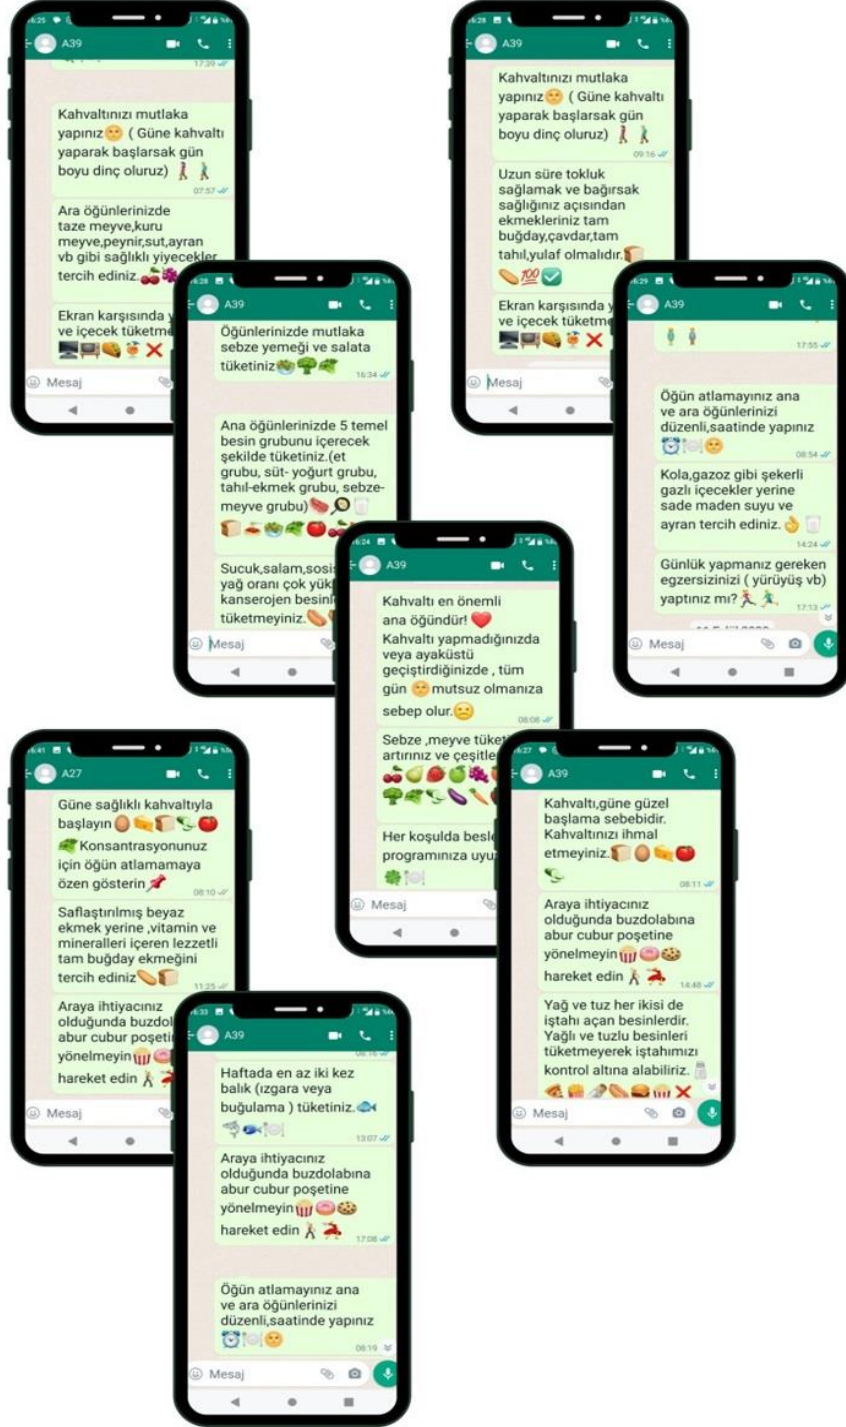 A39
17:39
Kahvaltınızı mutlaka
yapınız😊 ( Güne kahvaltı
yaparak başlarsak gün
boyu dinç oluruz) 🚶‍♀️🚶
07:57
Ara öğünlerinizde
taze meyve,kuru
meyve,peynir,sut,ayran
vb gibi sağlıklı yiyecekler
tercih ediniz.🍒🍇
Ekran karşısında
ve içecek
🖥️📺🌮🍹❌
Mesaj
A39
Kahvaltınızı mutlaka
yapınız😊 ( Güne kahvaltı
yaparak başlarsak gün
boyu dinç oluruz) 🚶‍♀️🚶
09:16
Uzun süre tokluk
sağlamak ve bağırsak
sağlığınız açısından
ekmekleriniz tam
buğday,çavdar,tam
tahıl,yulaf olmalıdır.🍞
🥖💯✅
Ekran karşısında
ve içecek
🖥️📺🌮🍹❌
Mesaj
A39
Öğünlerinizde mutlaka
sebze yemeği ve salata
tüketiniz🥗🥦🥬
16:34
Ana öğünlerinizde 5 temel
besin grubunu içerecek
şekilde tüketiniz.(et
grubu, süt- yoğurt grubu,
tahıl-ekmek grubu, sebze-
meyve grubu)🥩🍳🥛
🍞🍝🥗🥬🍅🍒
Sucuk,salam,
yağ oranı çok
kanserojen
tüketmeyiniz.🌭
Mesaj
A39
17:55
Öğün atlamayınız ana
ve ara öğünlerinizi
düzenli,saatinde yapınız
⏰🍽️😊
08:54
Kola,gazoz gibi şekerli
gazlı içecekler yerine
sade maden suyu ve
ayran tercih ediniz.👌🥛
14:24
Günlük yapmanız gereken
egzersizinizi ( yürüyüş vb)
yaptınız mı?🏃‍♀️🏃‍♂️
17:13
Mesaj
A39
Kahvaltı en önemli
ana öğündür! ❤️
Kahvaltı yapmadığınızda
veya ayaküstü
geçiştirdiğinizde , tüm
gün 😊mutsuz olmanıza
sebep olur.🙁
08:08
Sebze ,meyve
artırınız ve
🍒🍐🍓🍏🍇
🥦🥬🥒🍆🥕
Her koşulda
programınıza
🍀🍽️
Mesaj
A27
Güne sağlıklı kahvaltıyla
başlayın🥚🧀🍞🥒🍅
🥬Konsantrasyonunuz
için öğün atlamamaya
özen gösterin📌
08:10
Saflaştırılmış beyaz
ekmek yerine ,vitamin ve
mineralleri içeren lezzetli
tam buğday ekmeğini
tercih ediniz🥖🍞
11:25
Araya ihtiyacınız
olduğunda
abur cubur
yönelmeyin🍿🍩
hareket edin🕺💃
Mesaj
A39
Kahvaltı,güne güzel
başlama sebebidir.
Kahvaltınızı ihmal
etmeyiniz.🍞🥚🧀🍅
🥒
08:11
Araya ihtiyacınız
olduğunda buzdolabına
abur cubur poşetine
yönelmeyin🍿🍩🍪
hareket edin🕺💃
14:48
Yağ ve tuz her ikisi de
iştahı açan besinlerdir.
Yağlı ve tuzlu besinleri
tüketmeyerek iştahımızı
kontrol altına alabiliriz.🧂
🍕🍟🌯🌭🍔🍿❌
Mesaj
A39
08:16
Haftada en az iki kez
balık (ızgara veya
buğulama ) tüketiniz.🐟
🦈🐟🍽️
13:07
Araya ihtiyacınız
olduğunda buzdolabına
abur cubur poşetine
yönelmeyin🍿🍩🍪
hareket edin🕺💃
17:08
Öğün atlamayınız ana
ve ara öğünlerinizi
düzenli,saatinde yapınız
⏰🍽️😊
08:19
Mesaj